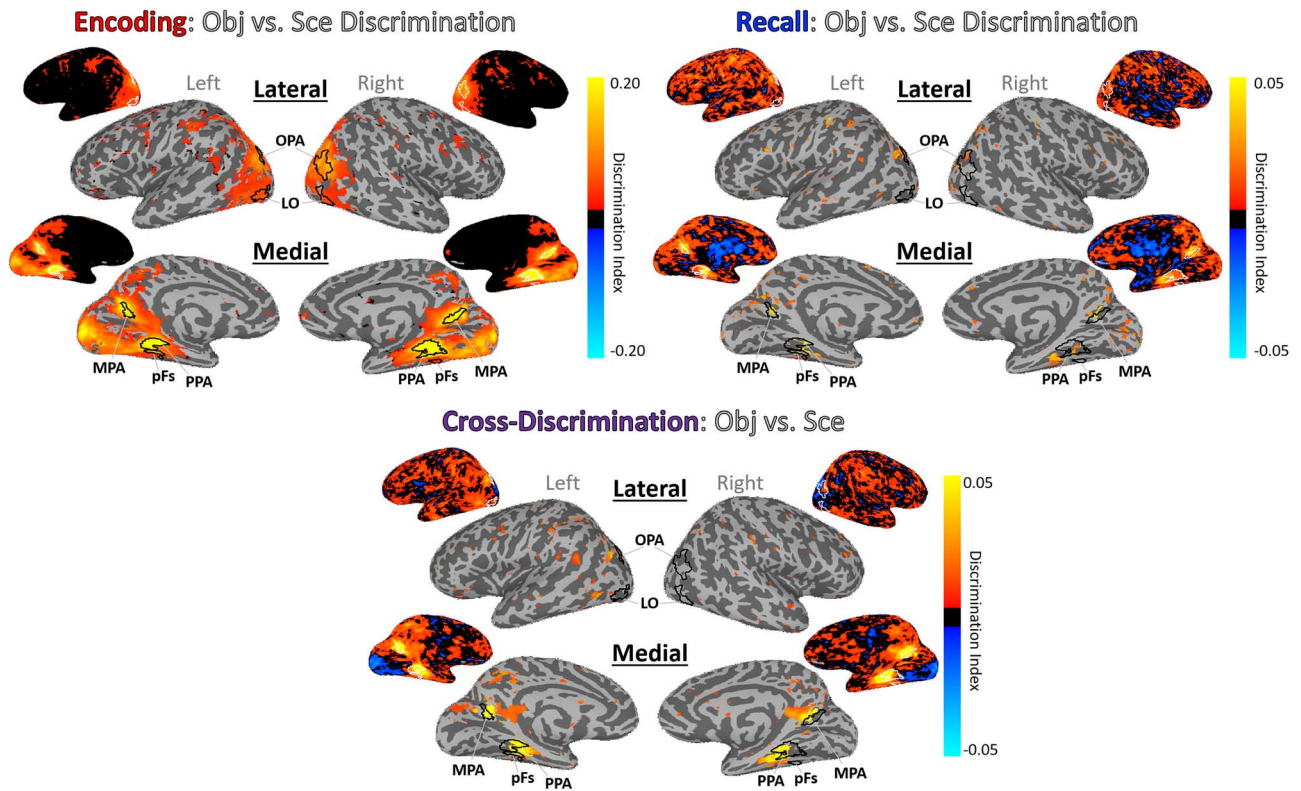 Encoding: Obj vs. Sce Discrimination
Left Lateral Right
OPA
LO
Medial
MPA
pFs
PPA
PPA
pFs
MPA
0.20
Discrimination Index
-0.20
Recall: Obj vs. Sce Discrimination
Left Lateral Right
OPA
LO
Medial
MPA
pFs
PPA
PPA
pFs
MPA
0.05
Discrimination Index
-0.05
Cross-Discrimination: Obj vs. Sce
Left Lateral Right
OPA
LO
Medial
MPA
pFs
PPA
PPA
pFs
MPA
0.05
Discrimination Index
-0.05